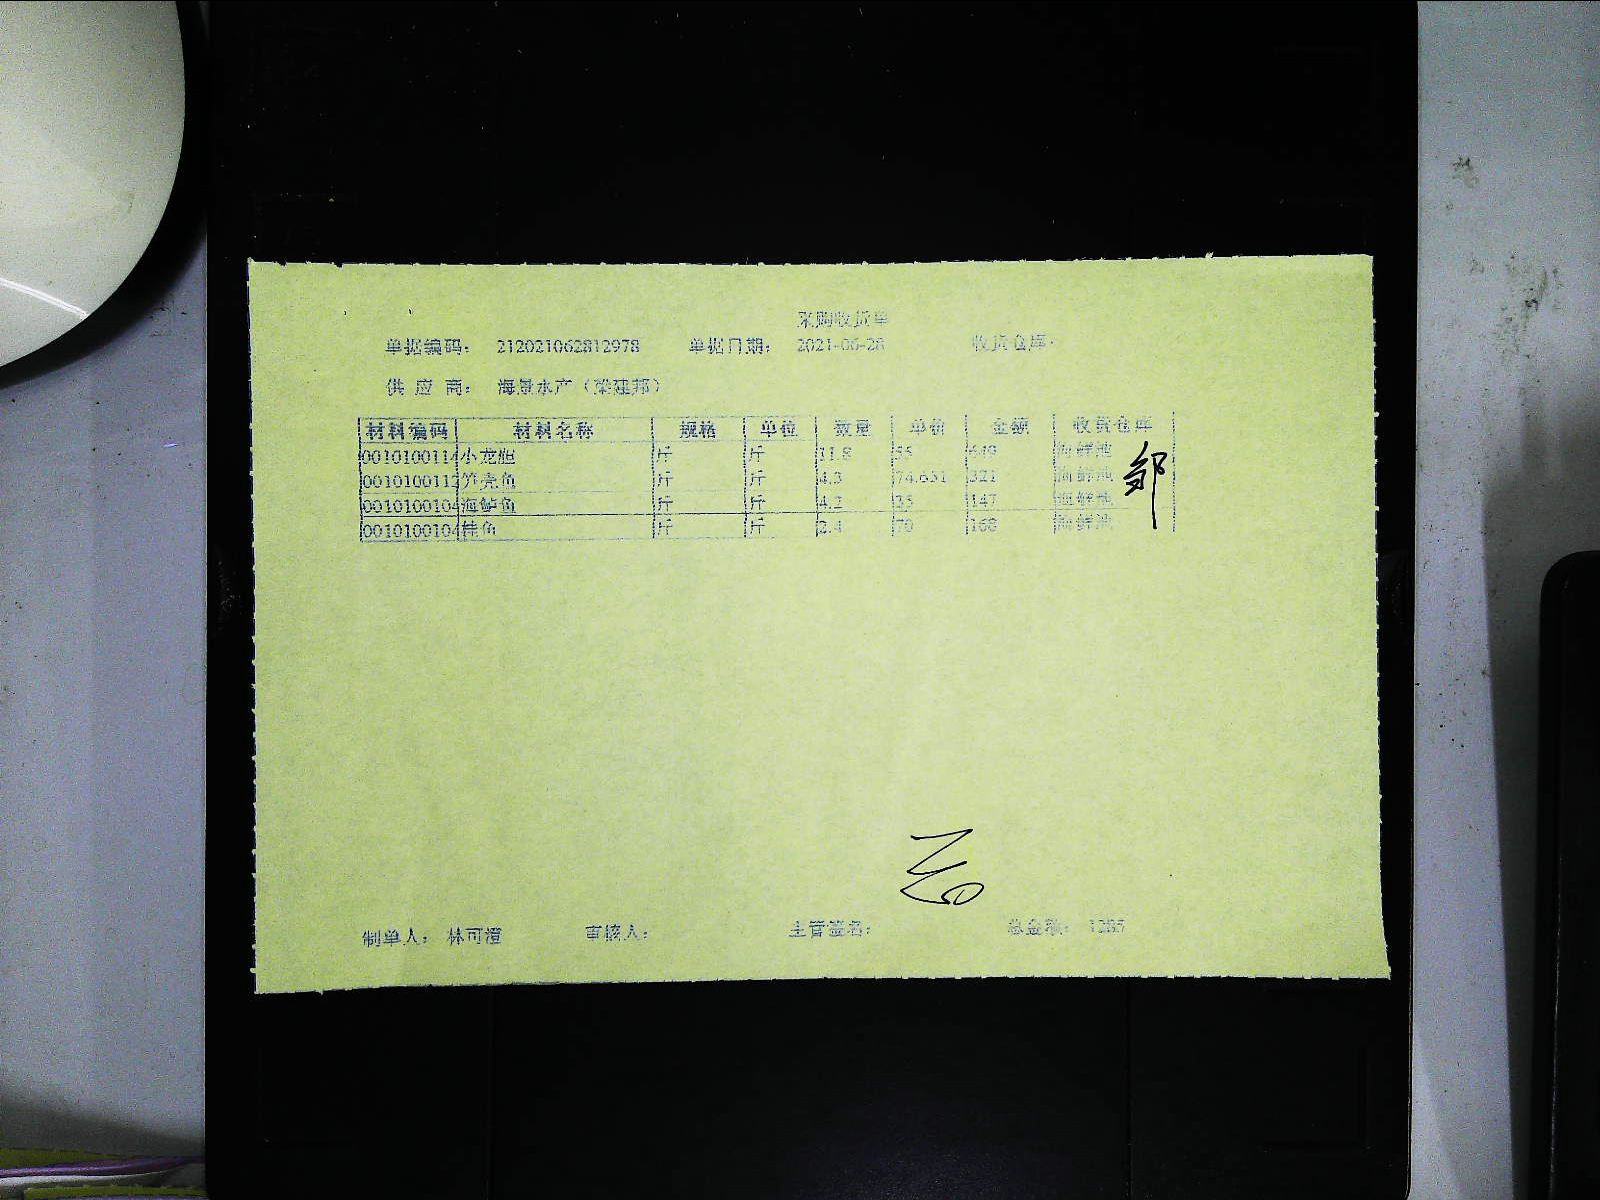 采购收货单
单据编码： 212021062812978 单据日期： 2021-06-28 收货仓库：
供 应 商： 海景水产（梁建邦）
材料编码 材料名称 规格 单位 数量 单价 金额 收货仓库
0010100114 小龙胆 斤 斤 11.8 55 649 海鲜池
0010100112 笋壳鱼 斤 斤 4.3 74.651 321 海鲜池
0010100104 海鲈鱼 斤 斤 4.2 35 147 海鲜池
0010100104 桂鱼 斤 斤 2.4 70 168 海鲜池
邹
制单人： 林可澄 审核人： 主管签名： 总金额： 1285